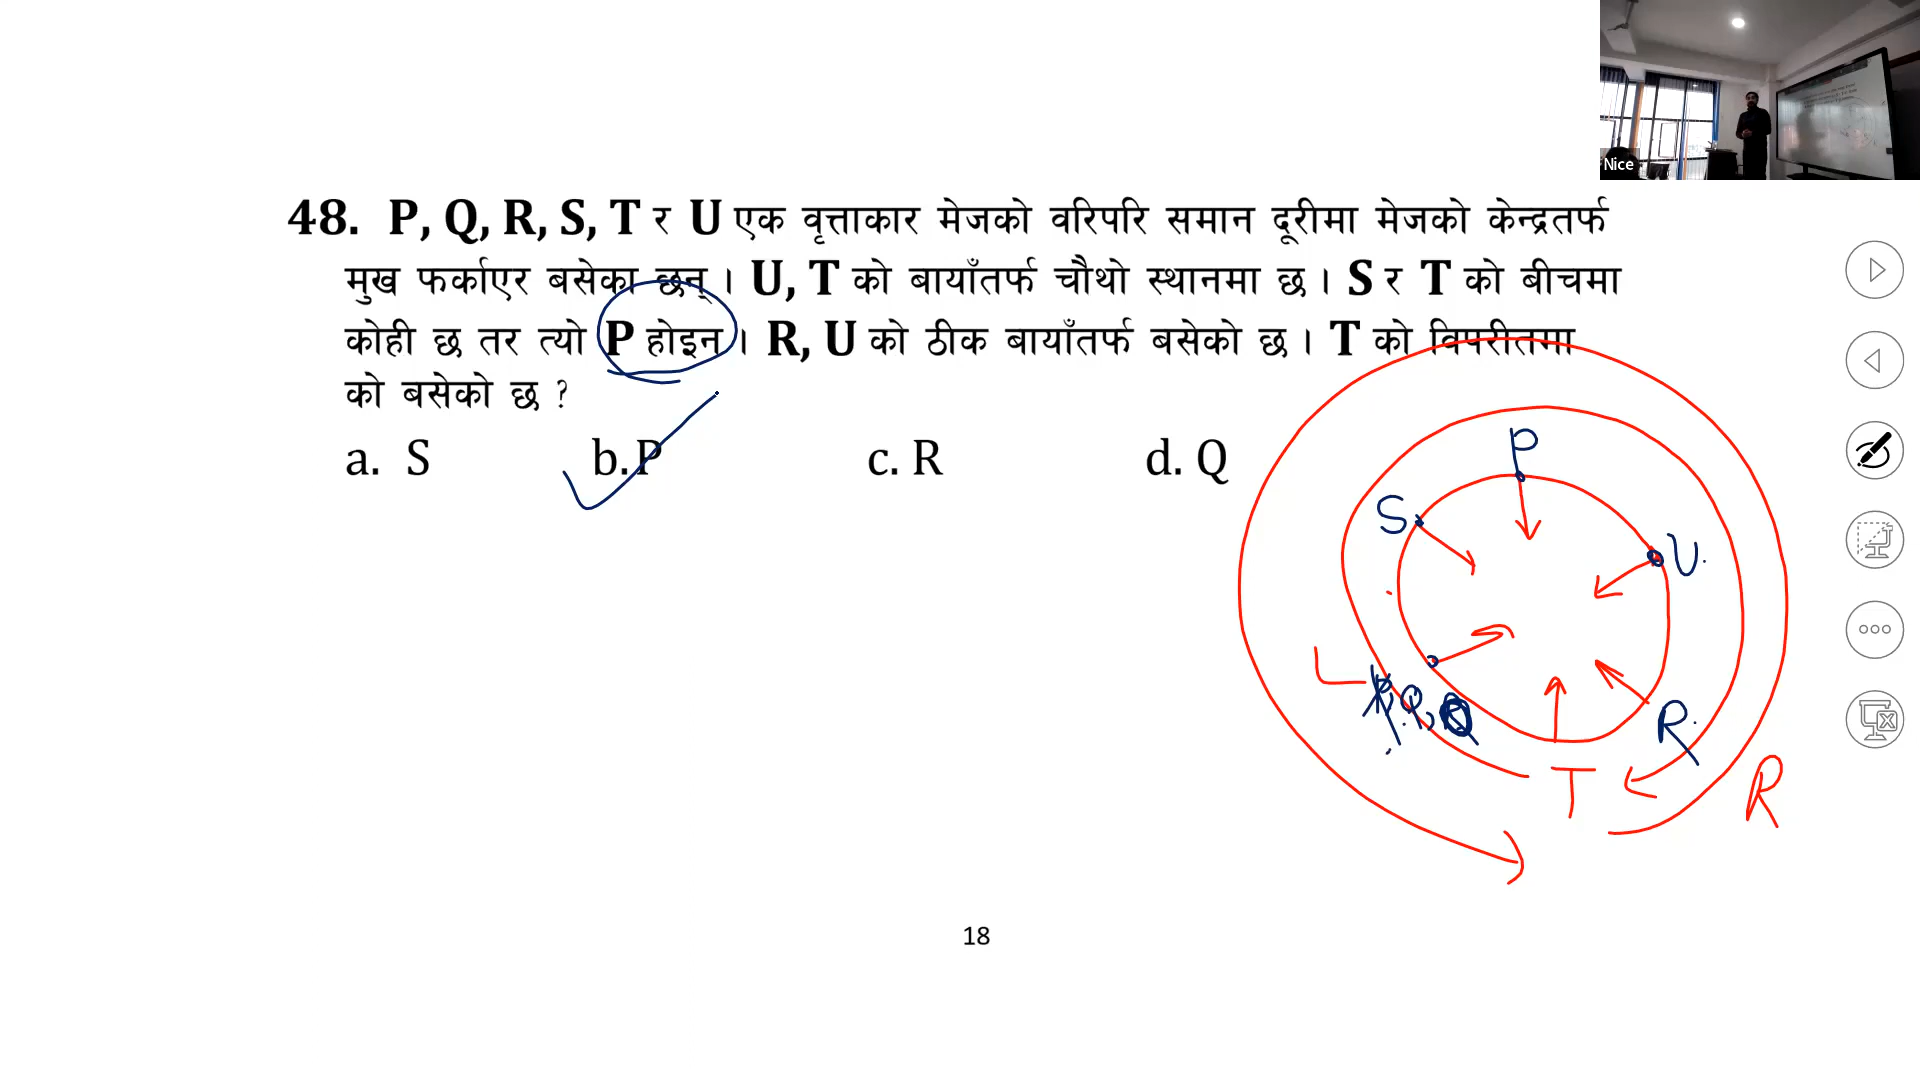 Nice
48. P, Q, R, S, T र U एक वृत्ताकार मेजको वरिपरि समान दूरीमा मेजको केन्द्रतर्फ
मुख फर्काएर बसेका छन् । U, T को बायाँतर्फ चौथो स्थानमा छ । S र T को बीचमा
कोही छ तर त्यो P होइन । R, U को ठीक बायाँतर्फ बसेको छ । T को विपरीतमा
को बसेको छ ?
a. S b. P c. R d. Q
P
S
U
R
T
R
18